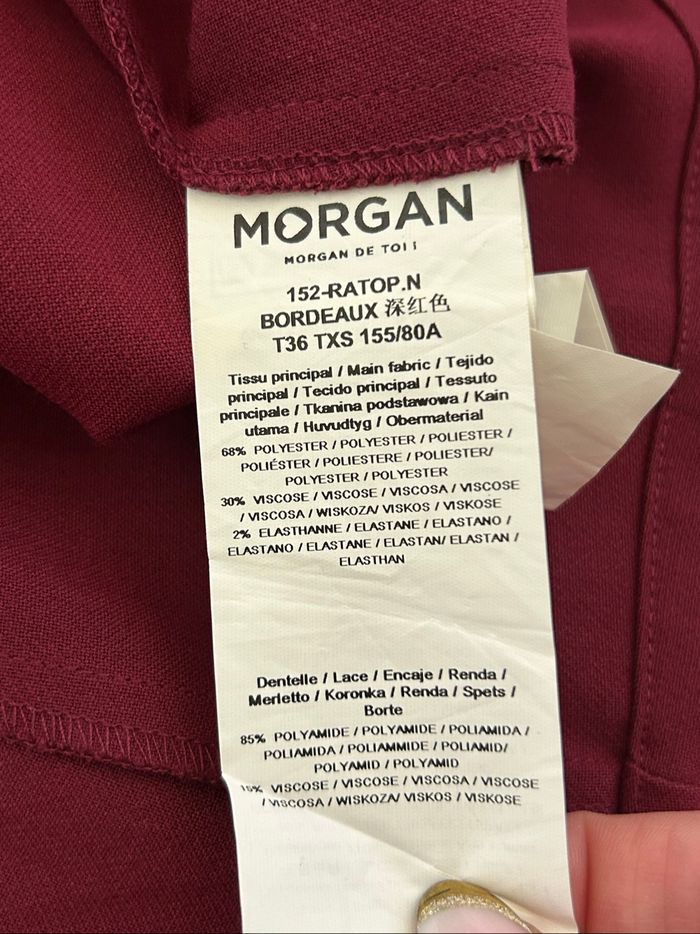 MORGAN
MORGAN DE TOI !
152-RATOP.N
BORDEAUX 深红色
T36 TXS 155/80A
Tissu principal / Main fabric / Tejido
principal / Tecido principal / Tessuto
principale / Tkanina podstawowa / Kain
utama / Huvudtyg / Obermaterial
68% POLYESTER / POLYESTER / POLIESTER /
POLIÉSTER / POLIESTERE / POLIESTER/
POLYESTER / POLYESTER
30% VISCOSE / VISCOSE / VISCOSA / VISCOSE
/ VISCOSA / WISKOZA/ VISKOS / VISKOSE
2% ELASTHANNE / ELASTANE / ELASTANO /
ELASTANO / ELASTANE / ELASTAN/ ELASTAN /
ELASTHAN
Dentelle / Lace / Encaje / Renda /
Merletto / Koronka / Renda / Spets /
Borte
85% POLYAMIDE / POLYAMIDE / POLIAMIDA /
POLIAMIDA / POLIAMMIDE / POLIAMID/
POLYAMID / POLYAMID
15% VISCOSE / VISCOSE / VISCOSA / VISCOSE
/ VISCOSA / WISKOZA/ VISKOS / VISKOSE